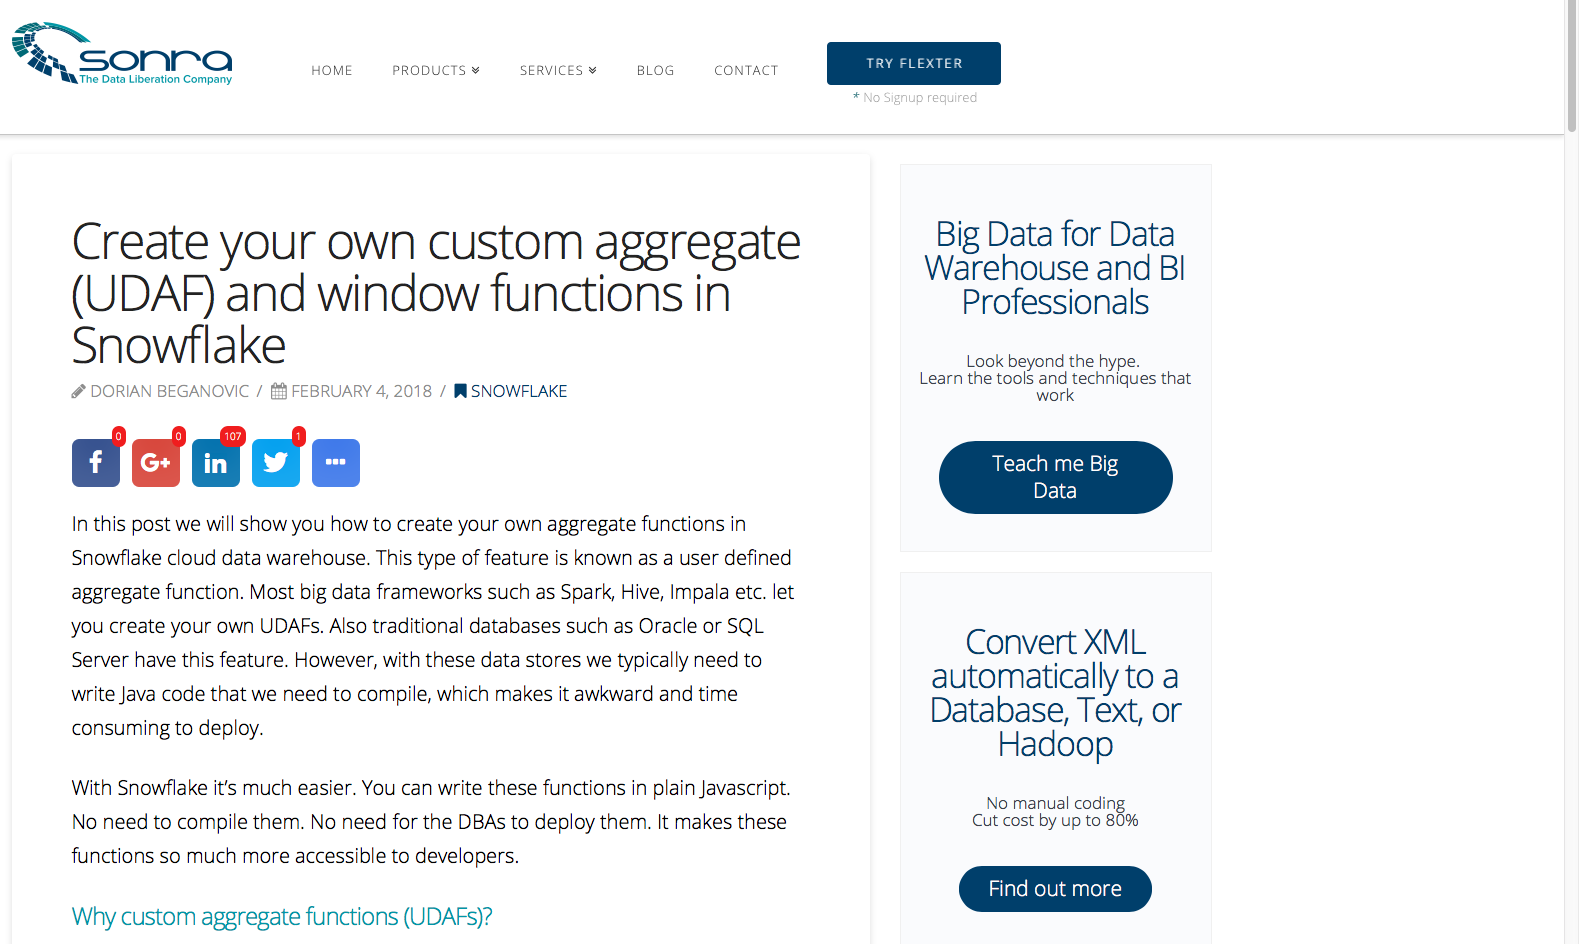 sonra
The Data Liberation Company
HOME
PRODUCTS
SERVICES
BLOG
CONTACT
TRY FLEXTER
* No Signup required
Create your own custom aggregate
(UDAF) and window functions in
Snowflake
DORIAN BEGANOVIC / FEBRUARY 4, 2018 / SNOWFLAKE
0
0
107
1
f
G+
in
In this post we will show you how to create your own aggregate functions in
Snowflake cloud data warehouse. This type of feature is known as a user defined
aggregate function. Most big data frameworks such as Spark, Hive, Impala etc. let
you create your own UDAFs. Also traditional databases such as Oracle or SQL
Server have this feature. However, with these data stores we typically need to
write Java code that we need to compile, which makes it awkward and time
consuming to deploy.
With Snowflake it’s much easier. You can write these functions in plain Javascript.
No need to compile them. No need for the DBAs to deploy them. It makes these
functions so much more accessible to developers.
Why custom aggregate functions (UDAFs)?
Big Data for Data
Warehouse and BI
Professionals
Look beyond the hype.
Learn the tools and techniques that
work
Teach me Big
Data
Convert XML
automatically to a
Database, Text, or
Hadoop
No manual coding
Cut cost by up to 80%
Find out more